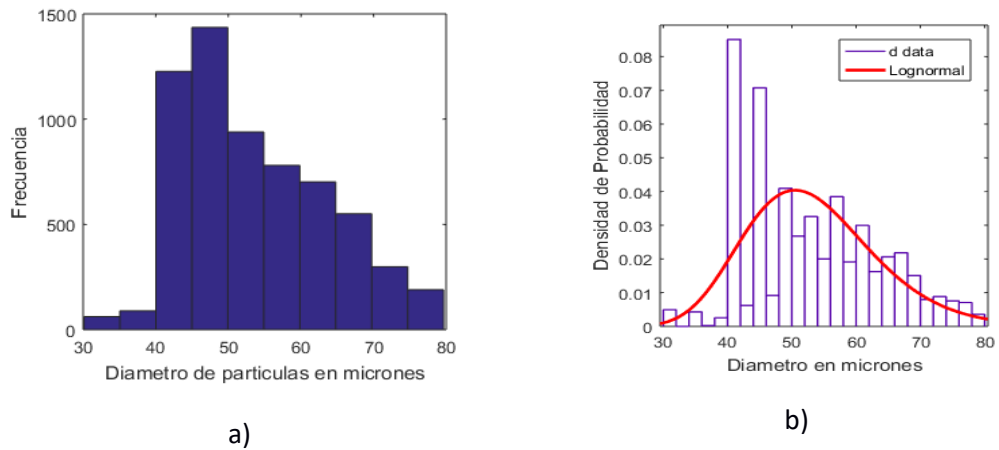 1500
1000
500
0
Frecuencia
30 40 50 60 70 80
Diametro de particulas en micrones
a)
0.08
0.07
0.06
0.05
0.04
0.03
0.02
0.01
0
Densidad de Probabilidad
d data
Lognormal
30 40 50 60 70 80
Diametro en micrones
b)